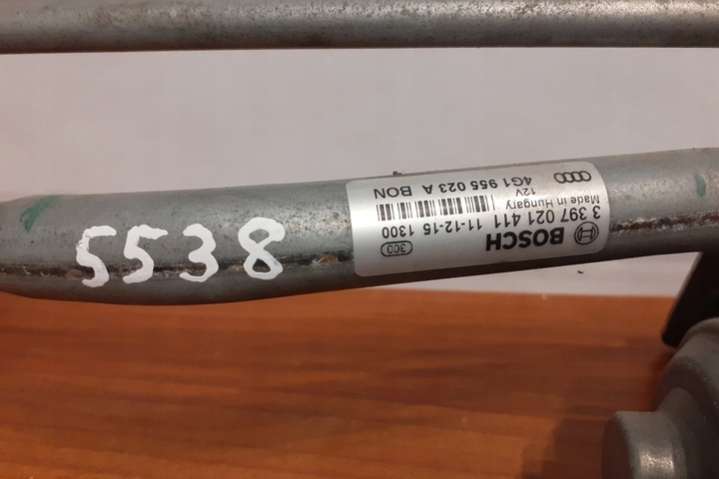 5538
BOSCH
3 397 021 411 11-12-15 1300
Made in Hungary
12V
4G1 955 023 A BON
300